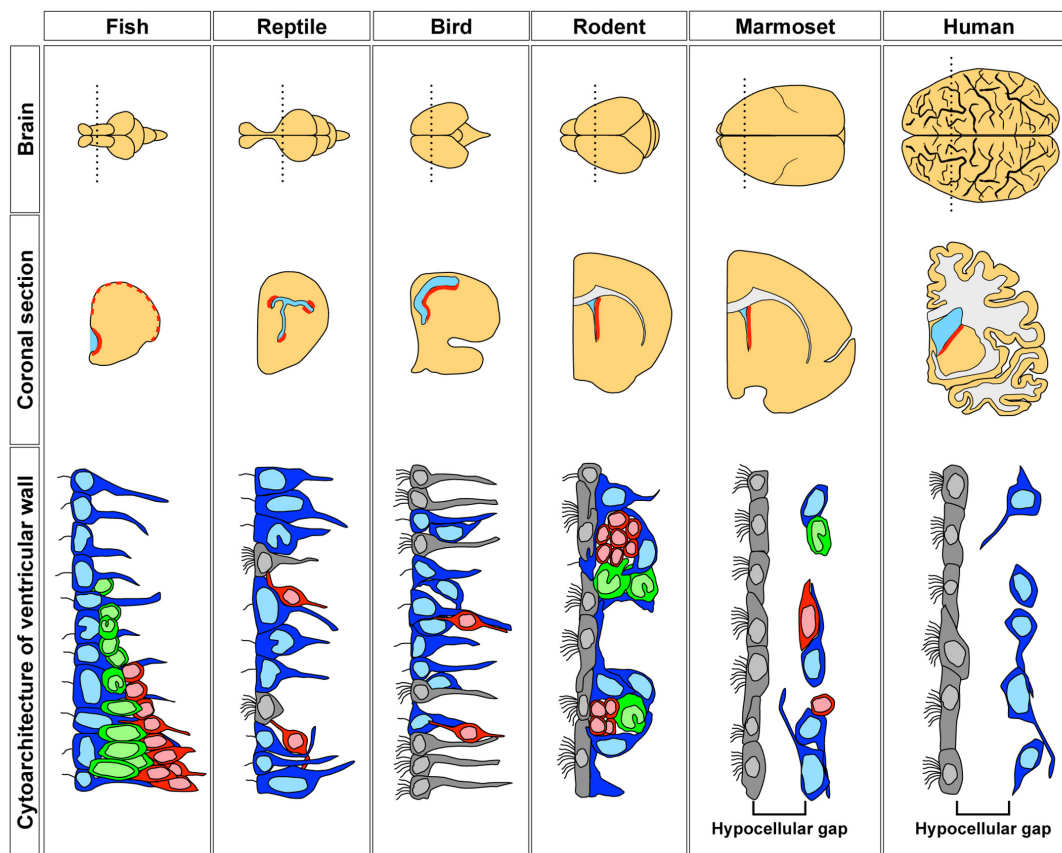 Fish
Reptile
Bird
Rodent
Marmoset
Human
Brain
Coronal section
Cytoarchitecture of ventricular wall
Hypocellular gap
Hypocellular gap